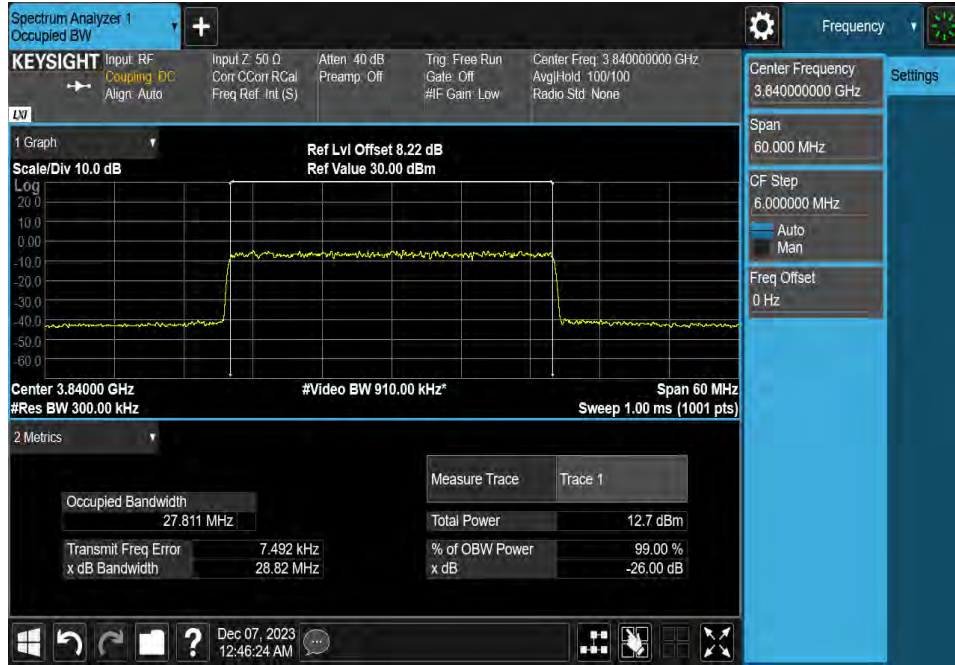 Spectrum Analyzer 1
Occupied BW
+
Frequency
KEYSIGHT
Input: RF
Coupling: DC
Align: Auto
Input Z: 50 Ω
Corr CCorr RCal
Freq Ref: Int (S)
Atten: 40 dB
Preamp: Off
Trig: Free Run
Gate: Off
#IF Gain: Low
Center Freq: 3.840000000 GHz
Avg|Hold: 100/100
Radio Std: None
LXI
Center Frequency
3.840000000 GHz
Settings
Span
60.000 MHz
CF Step
6.000000 MHz
Auto
Man
Freq Offset
0 Hz
1 Graph
Ref Lvl Offset 8.22 dB
Scale/Div 10.0 dB
Ref Value 30.00 dBm
Log
20.0
10.0
0.00
-10.0
-20.0
-30.0
-40.0
-50.0
-60.0
Center 3.84000 GHz
#Video BW 910.00 kHz*
Span 60 MHz
#Res BW 300.00 kHz
Sweep 1.00 ms (1001 pts)
2 Metrics
Measure Trace
Trace 1
Occupied Bandwidth
27.811 MHz
Total Power
12.7 dBm
Transmit Freq Error
7.492 kHz
% of OBW Power
99.00 %
x dB Bandwidth
28.82 MHz
x dB
-26.00 dB
?
Dec 07, 2023
12:46:24 AM